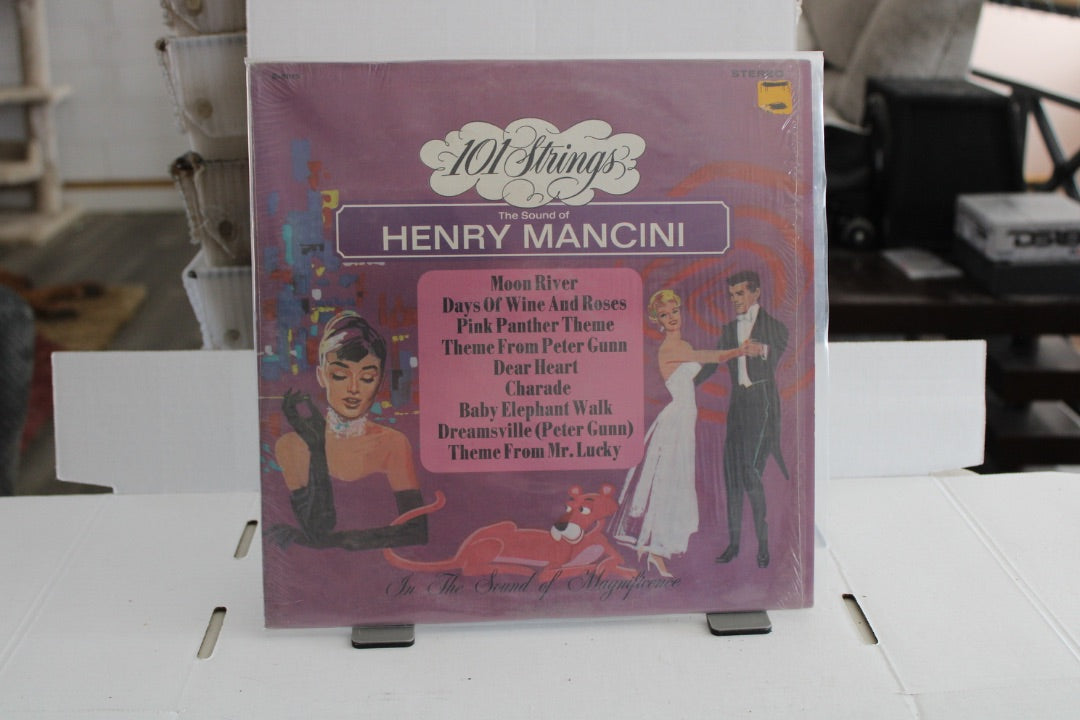 STEREO
101 Strings
The Sound of
HENRY MANCINI
Moon River
Days Of Wine And Roses
Pink Panther Theme
Theme From Peter Gunn
Dear Heart
Charade
Baby Elephant Walk
Dreamsville (Peter Gunn)
Theme From Mr. Lucky
In The Sound of Magnificence